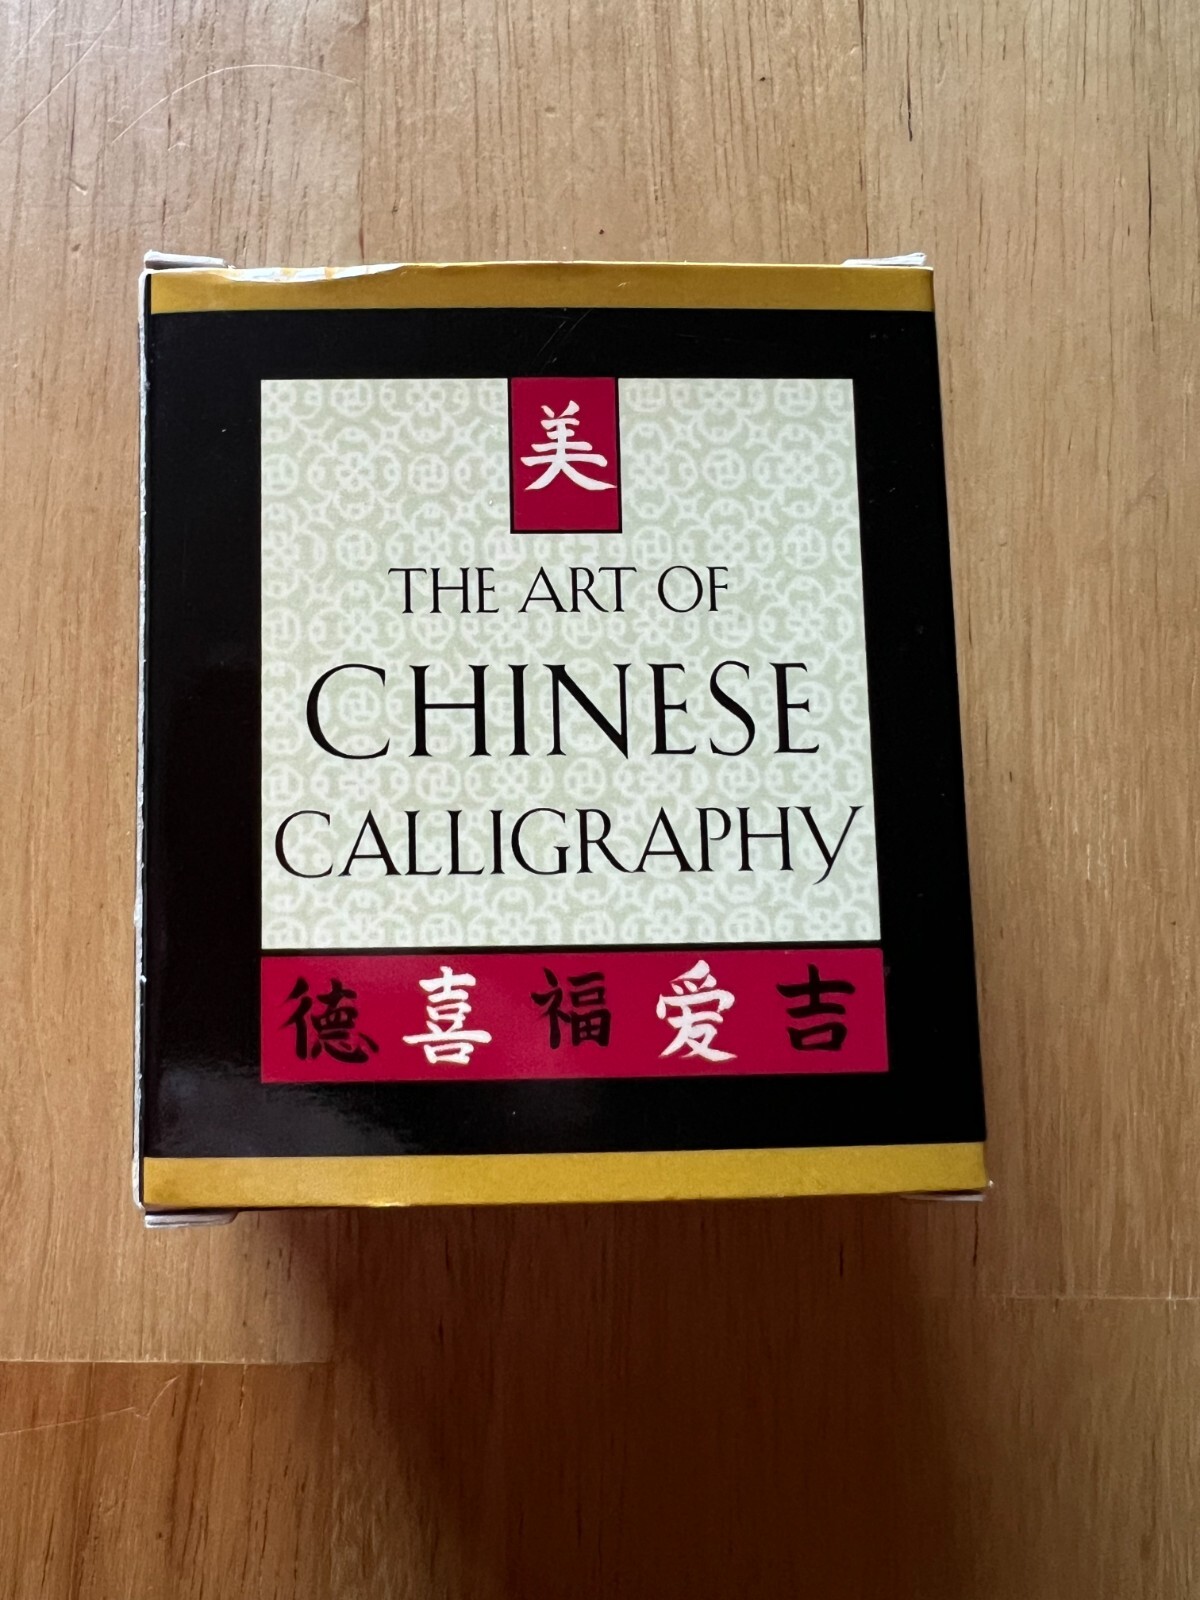 美
THE ART OF
CHINESE
CALLIGRAPHY
德喜福爱吉